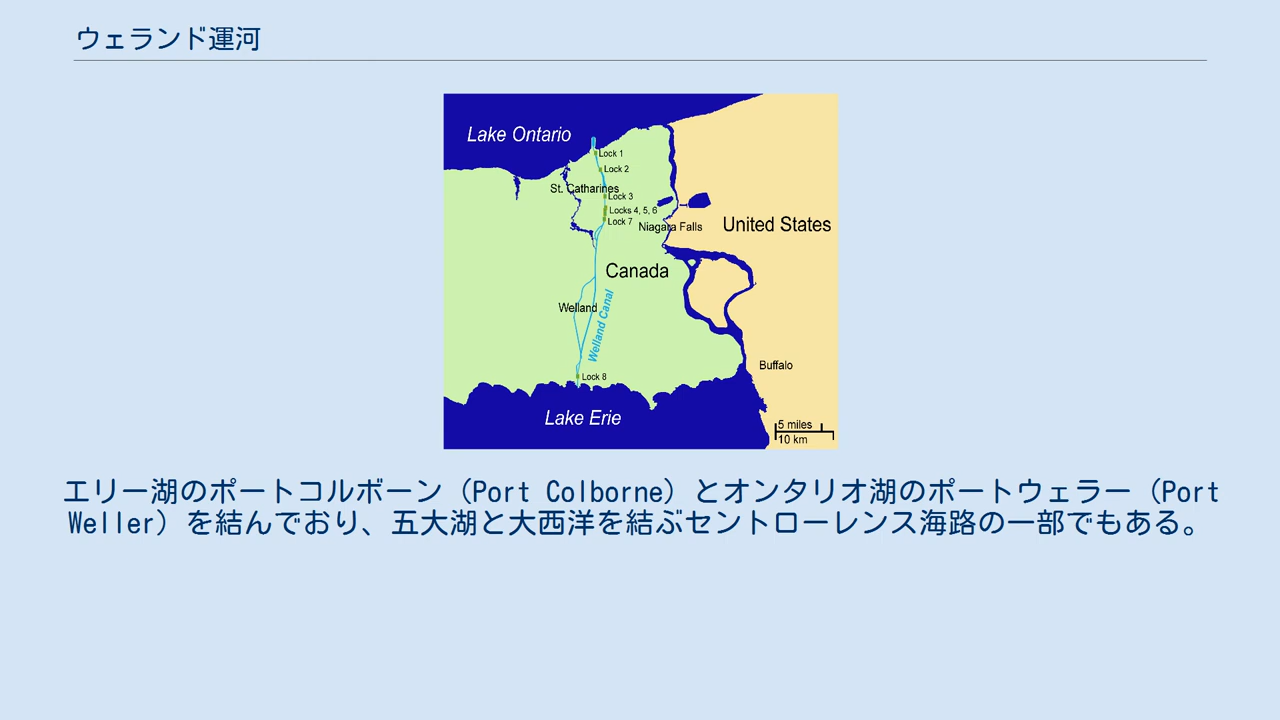 ウェランド運河
Lake Ontario
Lock 1
Lock 2
St. Catharines
Lock 3
Locks 4, 5, 6
Lock 7
Niagara Falls
United States
Canada
Welland
Welland Canal
Buffalo
Lock 8
Lake Erie
5 miles
10 km
エリー湖のポートコルボーン（Port Colborne）とオンタリオ湖のポートウェラー（Port
Weller）を結んでおり、五大湖と大西洋を結ぶセントローレンス海路の一部でもある。